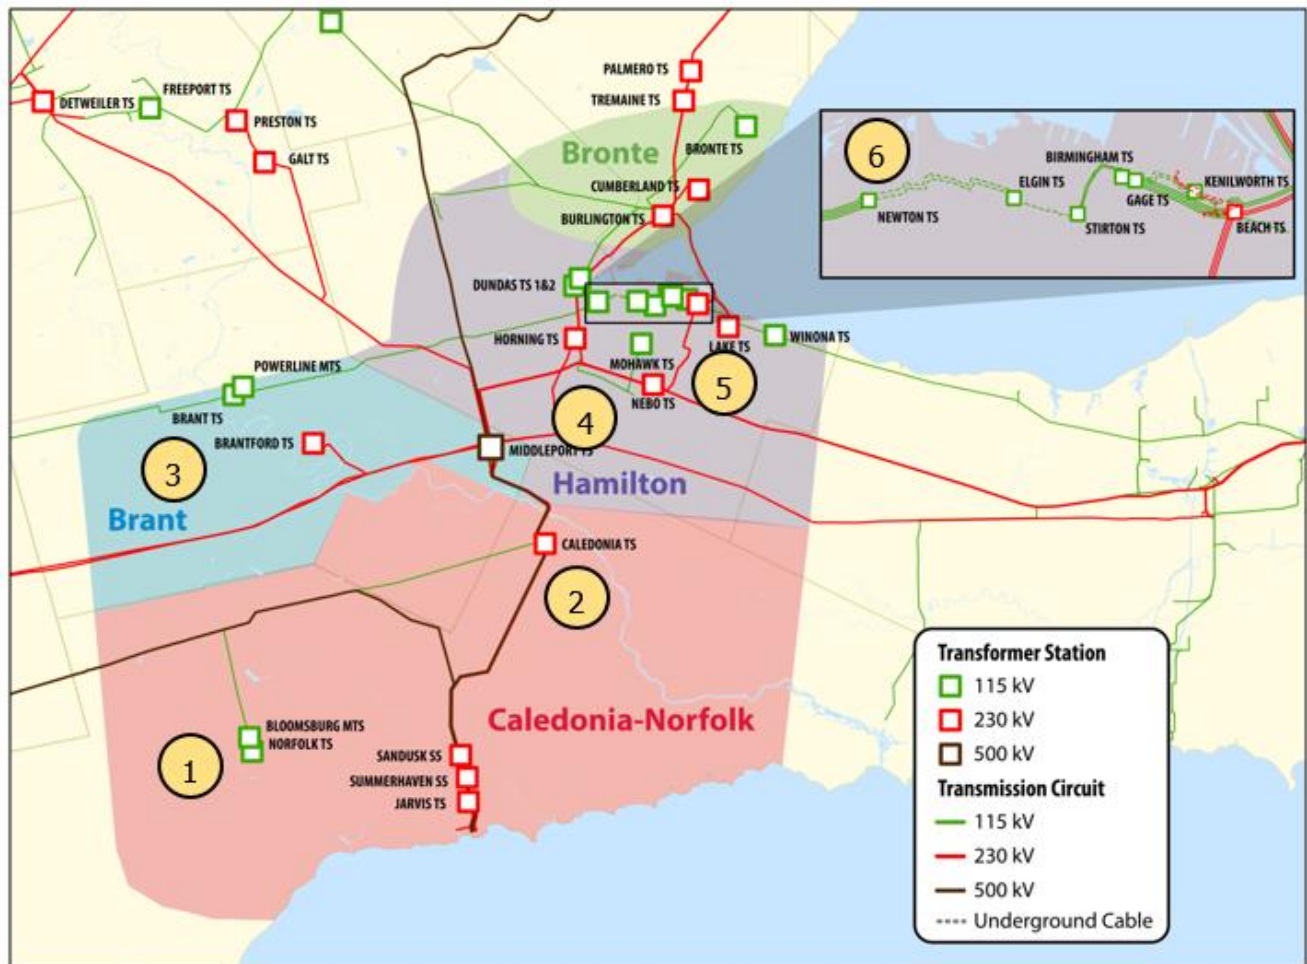 PALMERO TS
TREMAINE TS
FREEPORT TS
DETWEILER TS
PRESTON TS
GALT TS
Bronte
BRONTE TS
CUMBERLAND TS
BURLINGTON TS
6
BIRMINGHAM TS
ELGIN TS
KENILWORTH TS
GAGE TS
NEWTON TS
STIRTON TS
BEACH TS
DUNDAS TS 1&2
HORNING TS
LAKE TS
WINONA TS
MOHAWK TS
POWERLINE MTS
5
NEBO TS
BRANT TS
4
BRANTFORD TS
MIDDLEPORT TS
3
Hamilton
Brant
CALEDONIA TS
2
Caledonia-Norfolk
BLOOMSBURG MTS
NORFOLK TS
1
SANDUSK SS
SUMMERHAVEN SS
JARVIS TS
Transformer Station
115 kV
230 kV
500 kV
Transmission Circuit
115 kV
230 kV
500 kV
Underground Cable